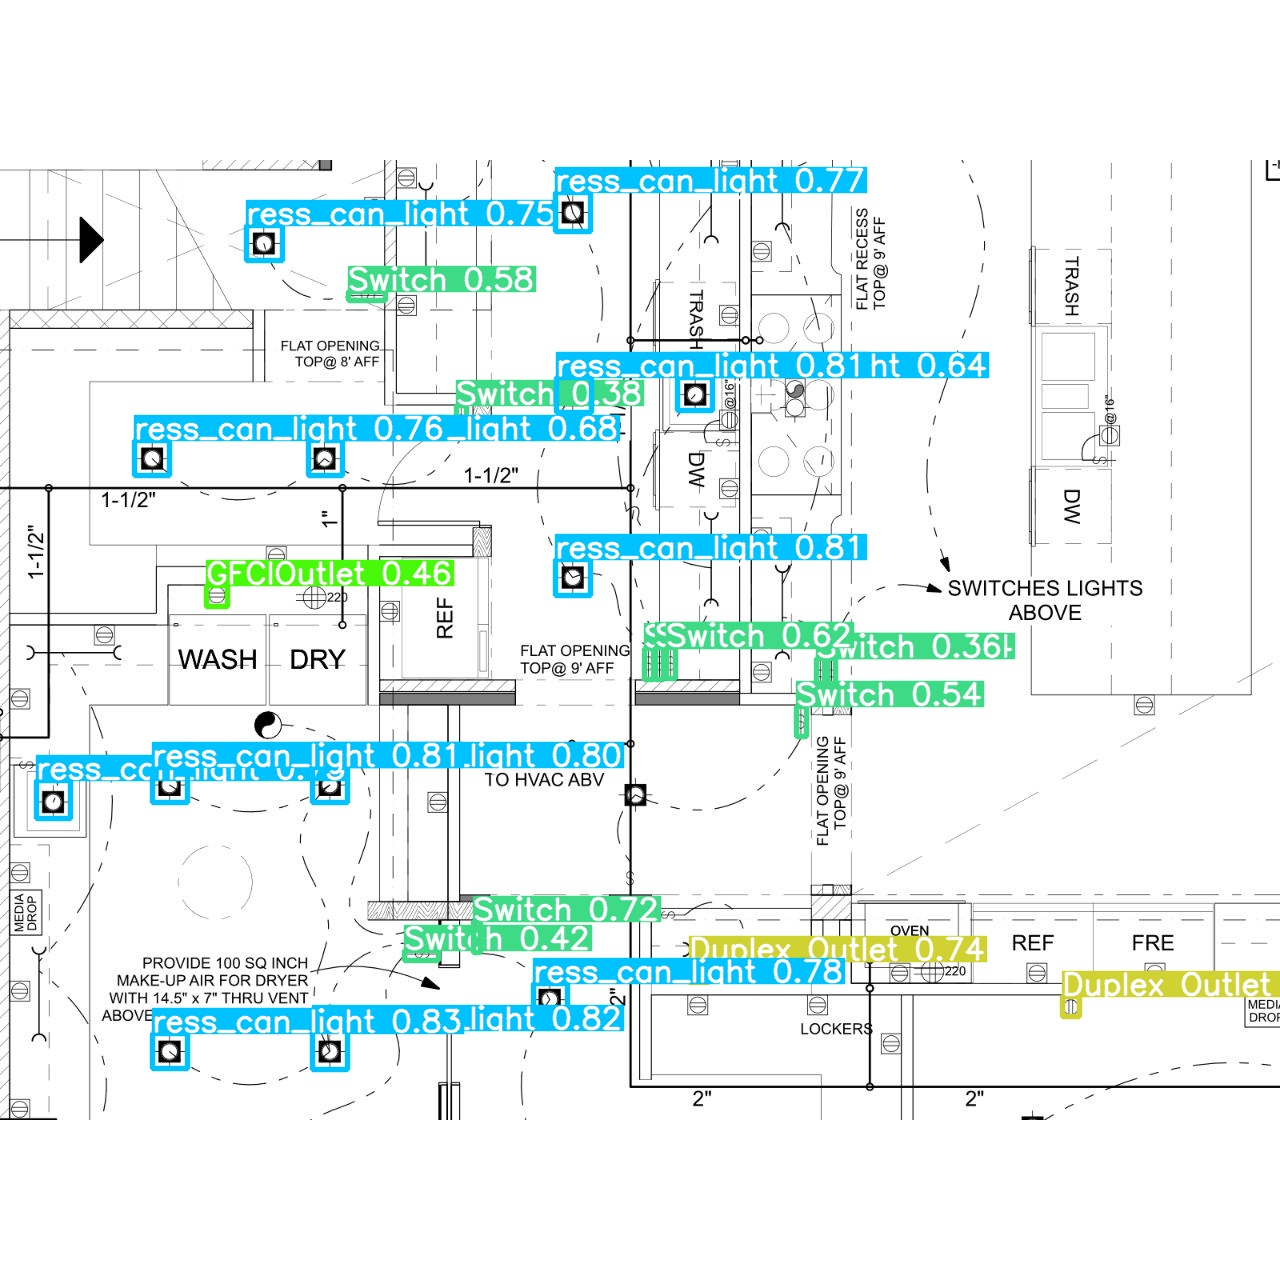 ress_can_light 0.77
ress_can_light 0.75
FLAT RECESS
TOP@ 9' AFF
Switch 0.58
TRASH
TRASH
FLAT OPENING
TOP@ 8' AFF
ress_can_light 0.81
ht 0.64
Switch 0.38
@16"
@16"
ress_can_light 0.76
_light 0.68
S
S
DW
DW
1-1/2"
1-1/2"
1"
1-1/2"
ress_can_light 0.81
GFCIOutlet 0.46
220
REF
SWITCHES LIGHTS
ABOVE
WASH
DRY
FLAT OPENING
TOP@ 9' AFF
Switch 0.62
Switch 0.36
Switch 0.54
ress_can_light 0.81
light 0.80
S
TO HVAC ABV
FLAT OPENING
TOP@ 9' AFF
S
MEDIA
DROP
Switch 0.72
S
Switch 0.42
OVEN
REF
FRE
Duplex Outlet 0.74
220
PROVIDE 100 SQ INCH
MAKE-UP AIR FOR DRYER
WITH 14.5" x 7" THRU VENT
ABOVE
ress_can_light 0.78
Duplex Outlet
2"
MEDIA
DROP
ress_can_light 0.83
light 0.82
LOCKERS
2"
2"